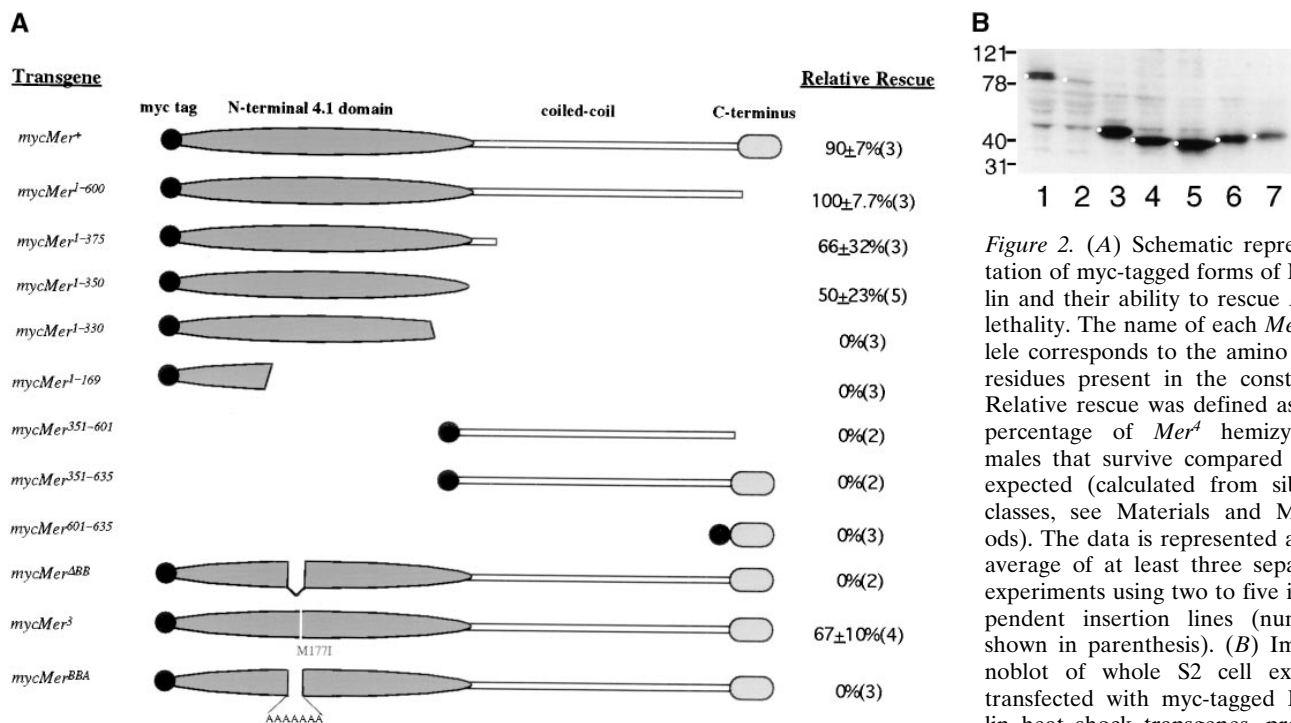 A
Transgene
Relative Rescue
myc tag
N-terminal 4.1 domain
coiled-coil
C-terminus
mycMer+
90±7%(3)
mycMer1-600
100±7.7%(3)
mycMer1-375
66±32%(3)
mycMer1-350
50±23%(5)
mycMer1-330
0%(3)
mycMer1-169
0%(3)
mycMer351-601
0%(2)
mycMer351-635
0%(2)
mycMer601-635
0%(3)
mycMerΔBB
0%(2)
mycMer3
67±10%(4)
M177I
mycMerBBA
0%(3)
AAAAAAA
B
121
78
40
31
1 2 3 4 5 6 7
Figure 2. (A) Schematic repre
tation of myc-tagged forms of
lin and their ability to rescue
lethality. The name of each Me
lele corresponds to the amino
residues present in the const
Relative rescue was defined as
percentage of Mer4 hemizy
males that survive compared
expected (calculated from sib
classes, see Materials and M
ods). The data is represented a
average of at least three sepa
experiments using two to five i
pendent insertion lines (num
shown in parenthesis). (B) Im
noblot of whole S2 cell ex
transfected with myc-tagged
lin heat shock transgenes, pr